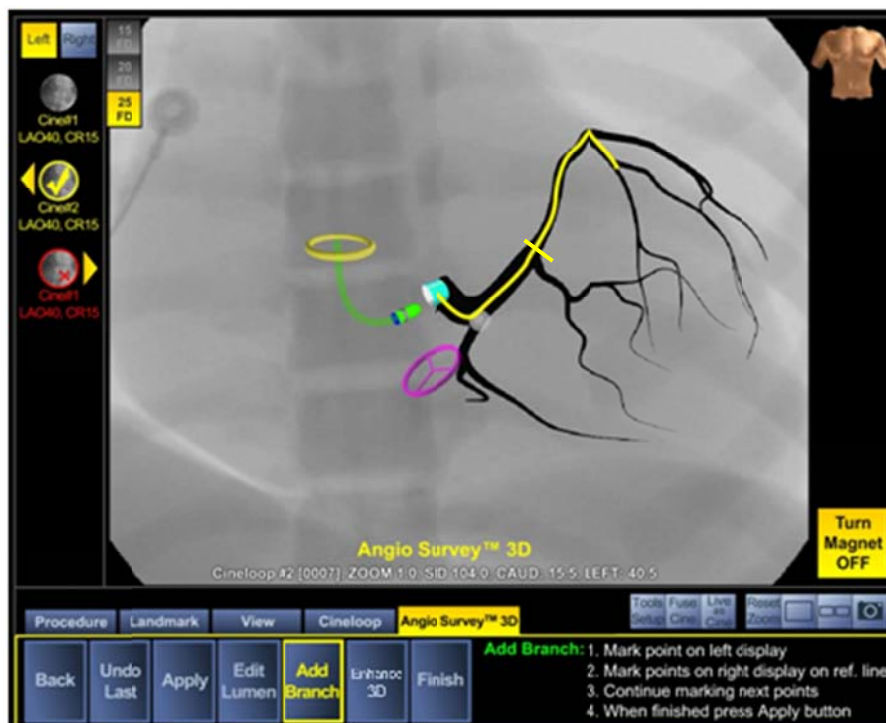 Left Right
15
FD
20
FD
25
FD
Cine#1
LAO40, CR15
Cine#2
LAO40, CR15
Cine#1
LAO40, CR15
Turn
Magnet
OFF
Angio Survey™ 3D
Cineloop #2 [0007], ZOOM 1.0, SID 104.0, CAUD. 15.5, LEFT: 40.5
Procedure Landmark View Cineloop Angio Survey™ 3D
Tools
Setup
Fuse
Cine
Live
as
Cine
Reset
Zoom
Back
Undo
Last
Apply
Edit
Lumen
Add
Branch
Enhance
3D
Finish
Add Branch: 1. Mark point on left display
2. Mark points on right display on ref. line
3. Continue marking next points
4. When finished press Apply button